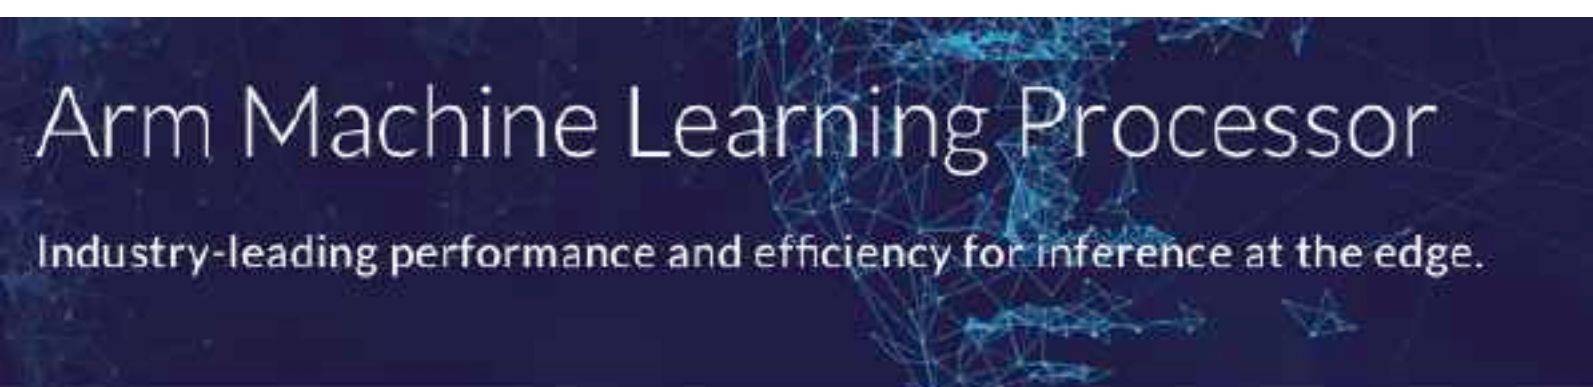 Arm Machine Learning Processor
Industry-leading performance and efficiency for inference at the edge.